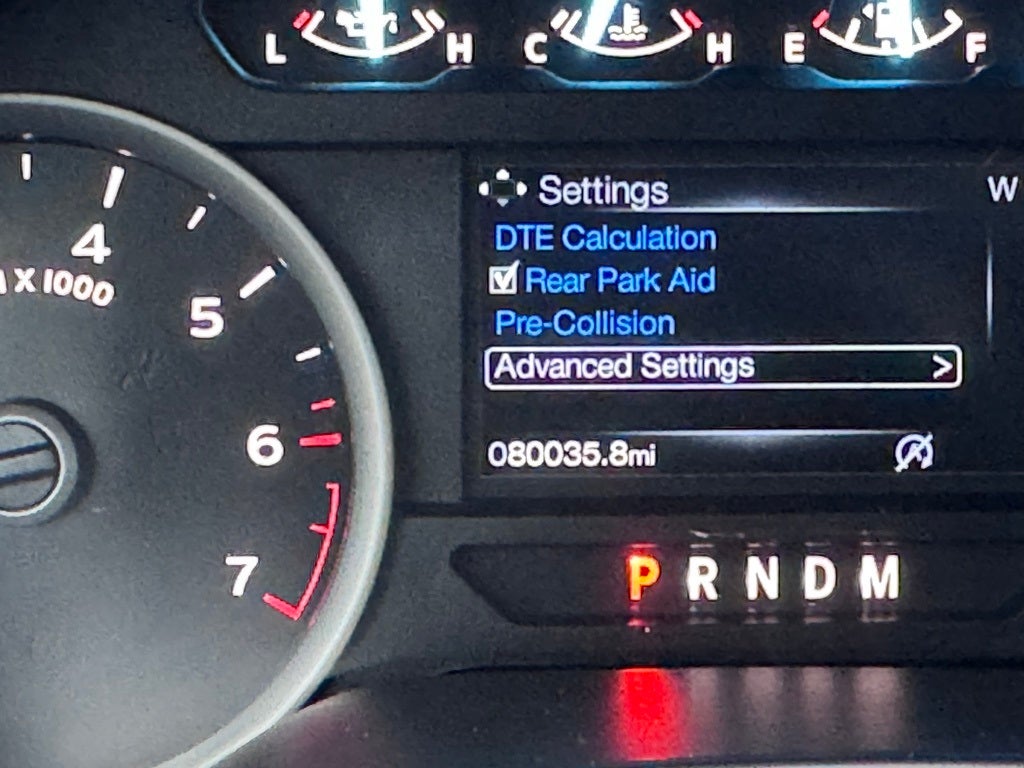 L H C H E F
Settings
W
DTE Calculation
Rear Park Aid
Pre-Collision
Advanced Settings >
080035.8mi
4
X 1000
5
6
7
P R N D M